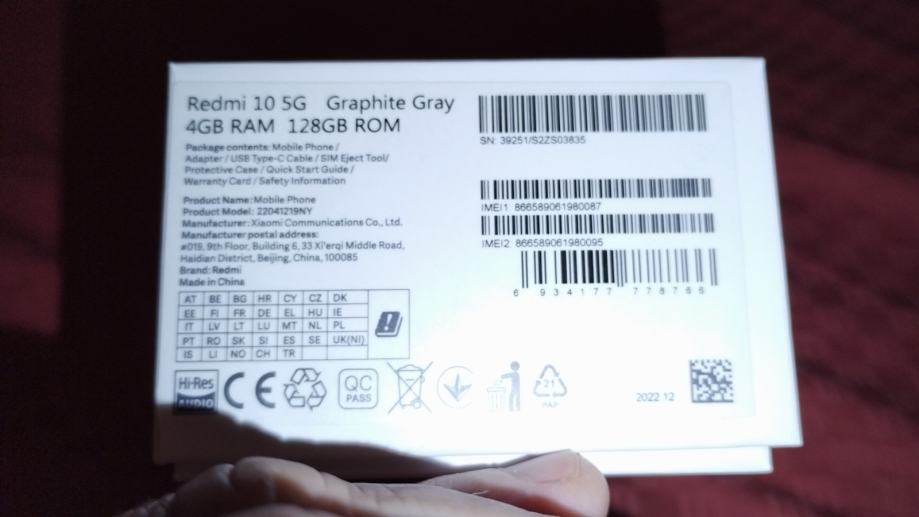 Redmi 10 5G Graphite Gray
4GB RAM 128GB ROM
Package contents: Mobile Phone /
Adapter / USB Type-C Cable / SIM Eject Tool/
Protective Case / Quick Start Guide /
Warranty Card / Safety Information
Product Name: Mobile Phone
Product Model: 22041219NY
Manufacturer: Xiaomi Communications Co., Ltd.
Manufacturer postal address:
#019, 9th Floor, Building 6, 33 Xi'erqi Middle Road,
Haidian District, Beijing, China, 100085
Brand: Redmi
Made in China
AT BE BG HR CY CZ DK
EE FI FR DE EL HU IE
IT LV LT LU MT NL PL
PT RO SK SI ES SE UK(NI)
IS LI NO CH TR
SN: 39251/S2ZS03835
IMEI1: 866589061980087
IMEI2: 866589061980095
6 934177 778766
Hi-Res
AUDIO
CE
QC
PASS
21
PAP
2022.12